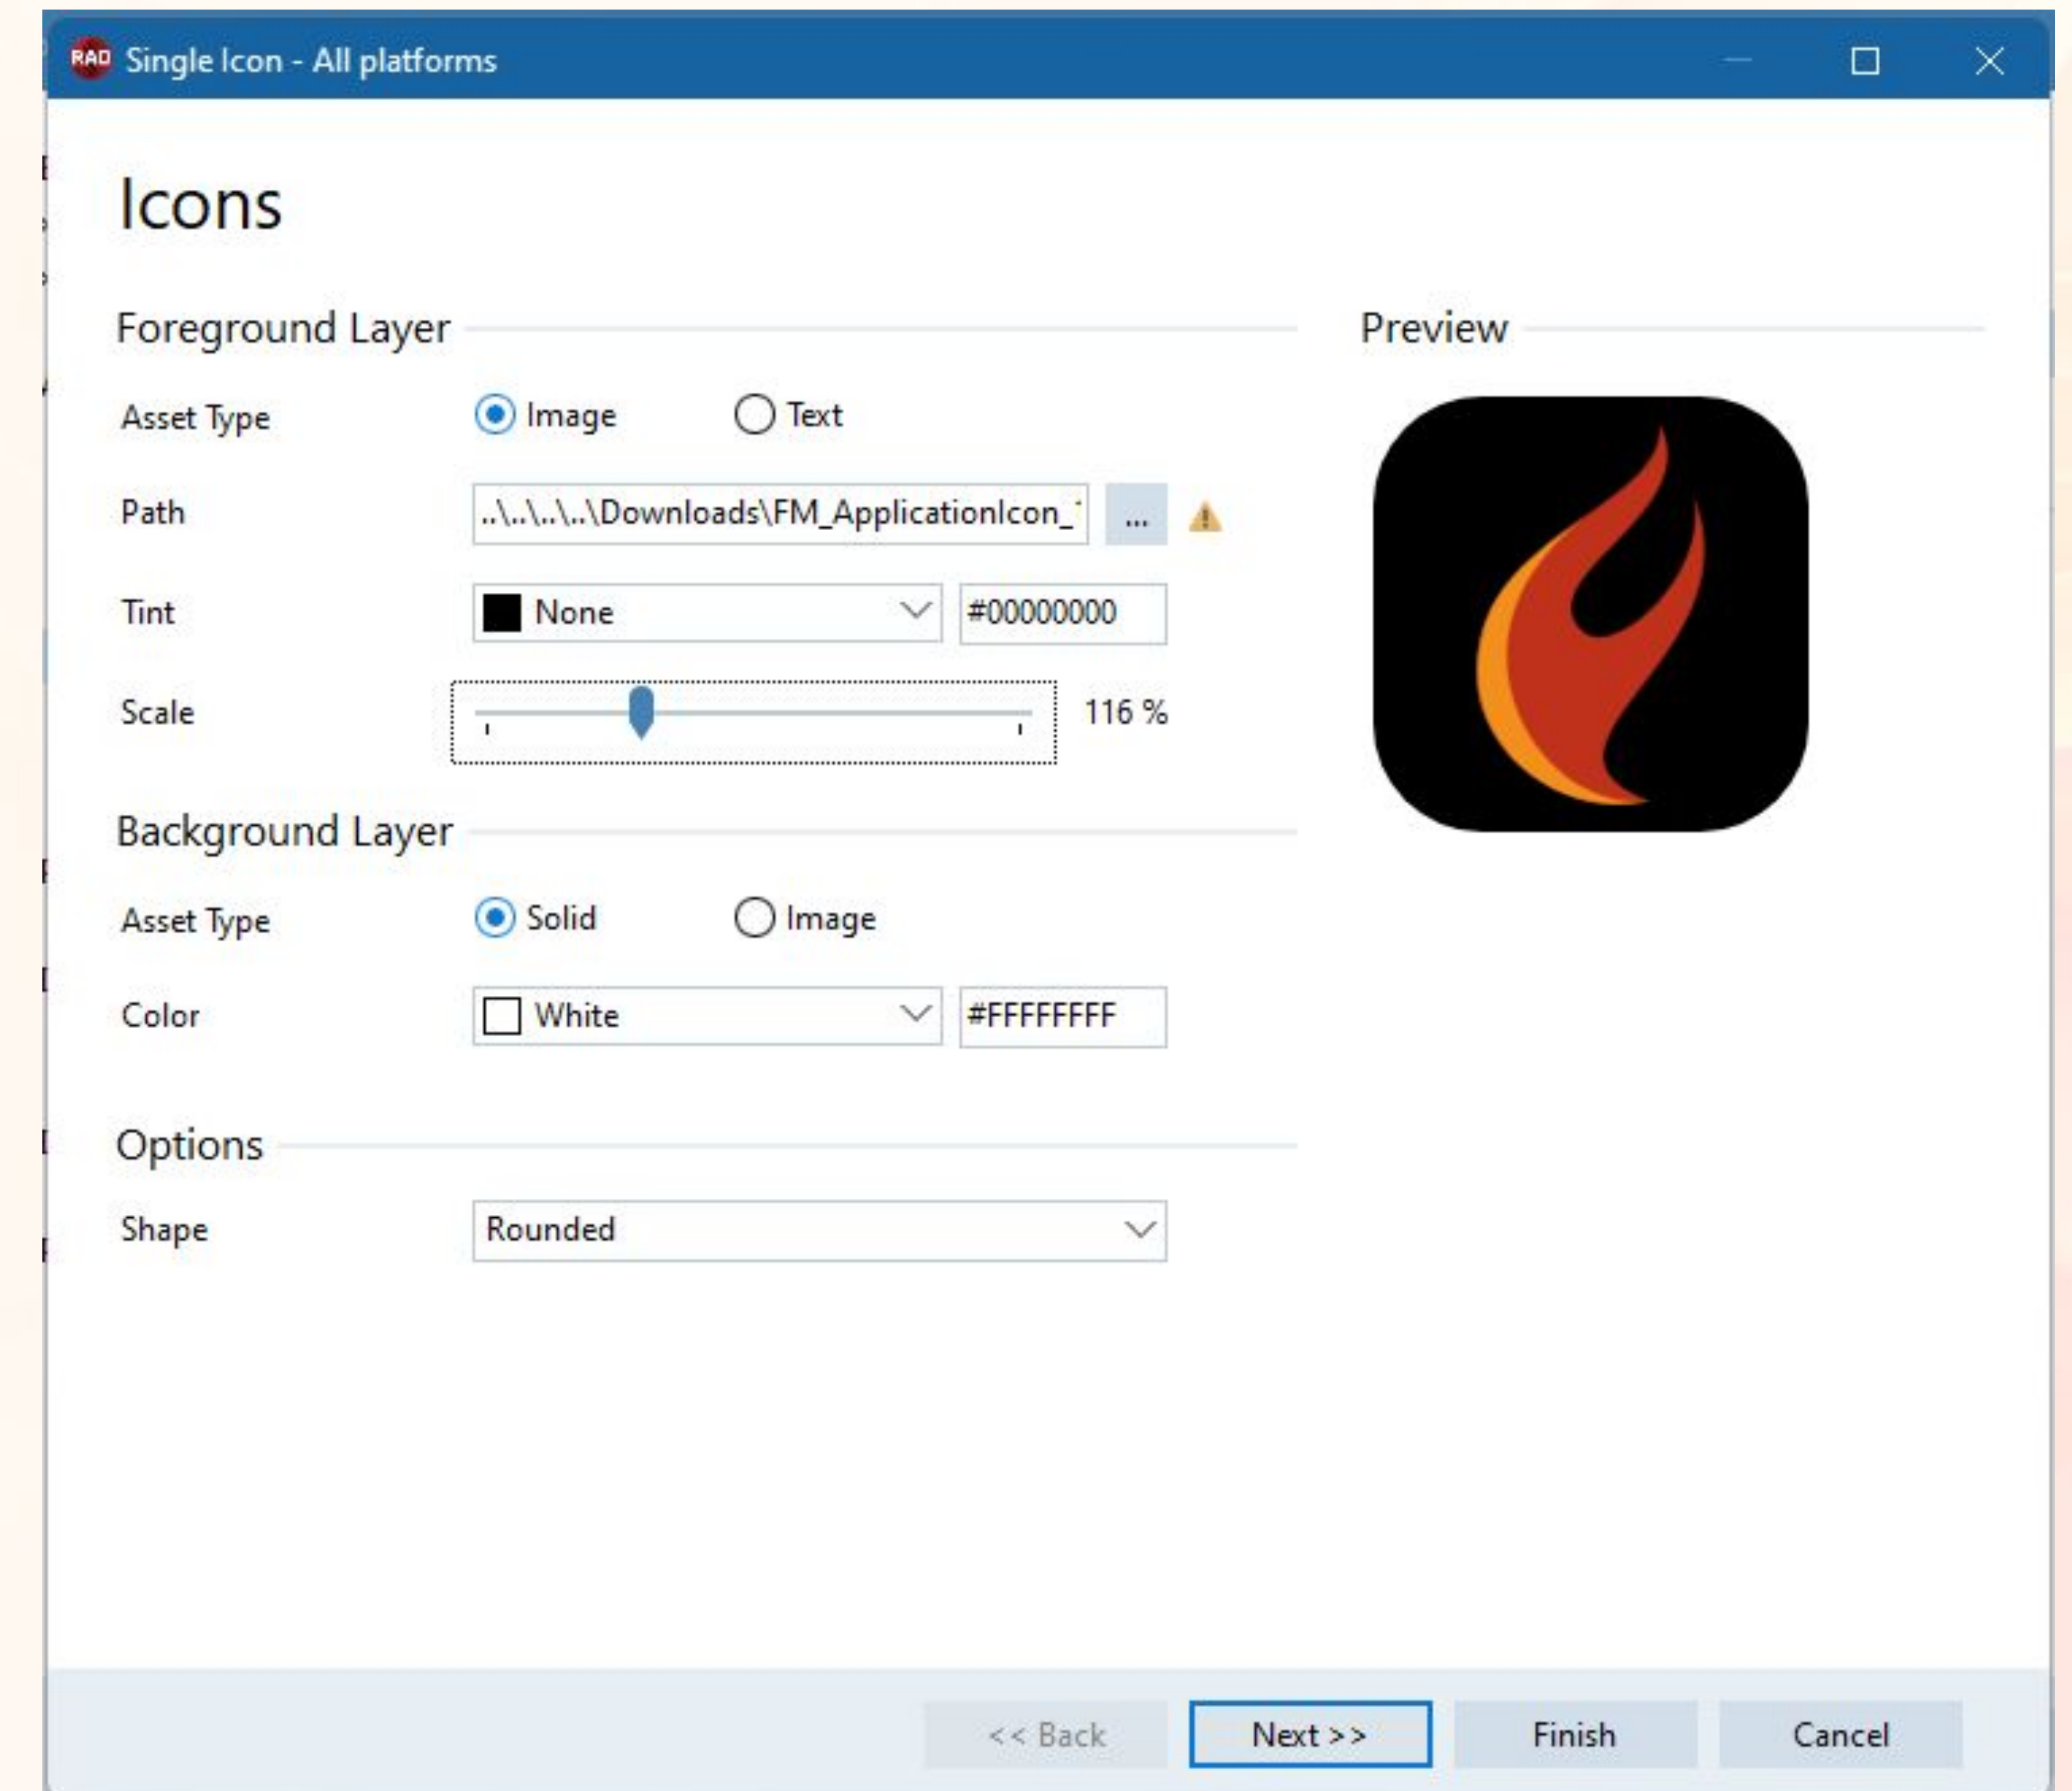 RAD Single Icon - All platforms
Icons
Foreground Layer
Preview
Asset Type Image Text
Path ..\..\..\..\Downloads\FM_ApplicationIcon_ ...
Tint None #00000000
Scale 116 %
Background Layer
Asset Type Solid Image
Color White #FFFFFFFF
Options
Shape Rounded
<< Back Next >> Finish Cancel